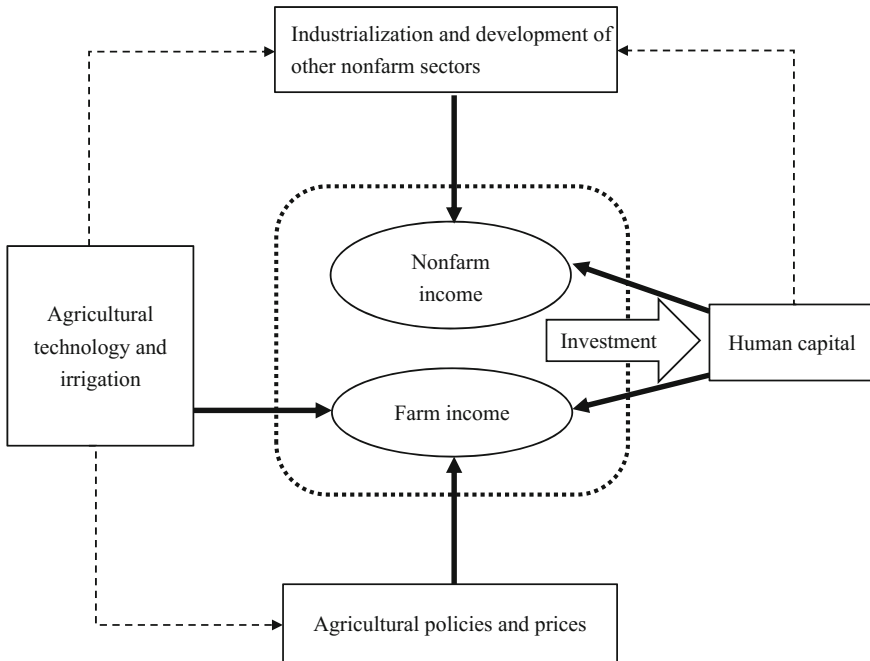 Industrialization and development of
other nonfarm sectors
Nonfarm
income
Agricultural
technology and
irrigation
Investment
Human capital
Farm income
Agricultural policies and prices